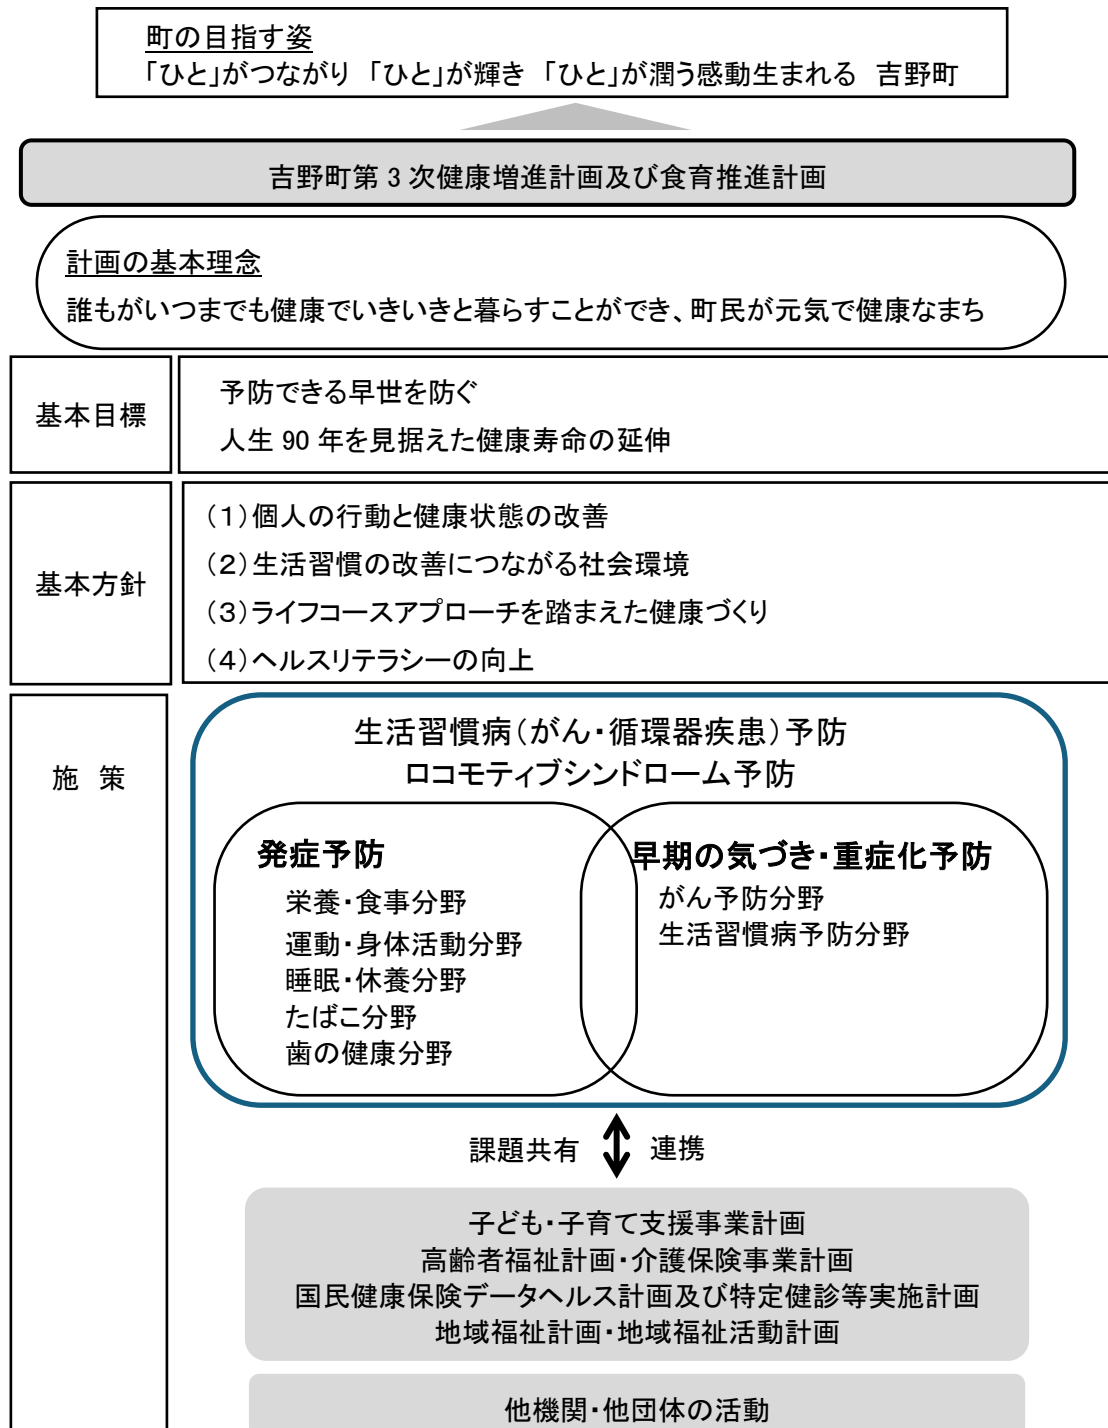 町の目指す姿
「ひと」がつながり 「ひと」が輝き 「ひと」が潤う感動生まれる 吉野町
吉野町第3次健康増進計画及び食育推進計画
計画の基本理念
誰もがいつまでも健康でいきいきと暮らすことができ、町民が元気で健康なまち
基本目標
予防できる早世を防ぐ
人生 90 年を見据えた健康寿命の延伸
基本方針
(1)個人の行動と健康状態の改善
(2)生活習慣の改善につながる社会環境
(3)ライフコースアプローチを踏まえた健康づくり
(4)ヘルスリテラシーの向上
施 策
生活習慣病(がん・循環器疾患)予防
ロコモティブシンドローム予防
発症予防
栄養・食事分野
運動・身体活動分野
睡眠・休養分野
たばこ分野
歯の健康分野
早期の気づき・重症化予防
がん予防分野
生活習慣病予防分野
課題共有 連携
子ども・子育て支援事業計画
高齢者福祉計画・介護保険事業計画
国民健康保険データヘルス計画及び特定健診等実施計画
地域福祉計画・地域福祉活動計画
他機関・他団体の活動